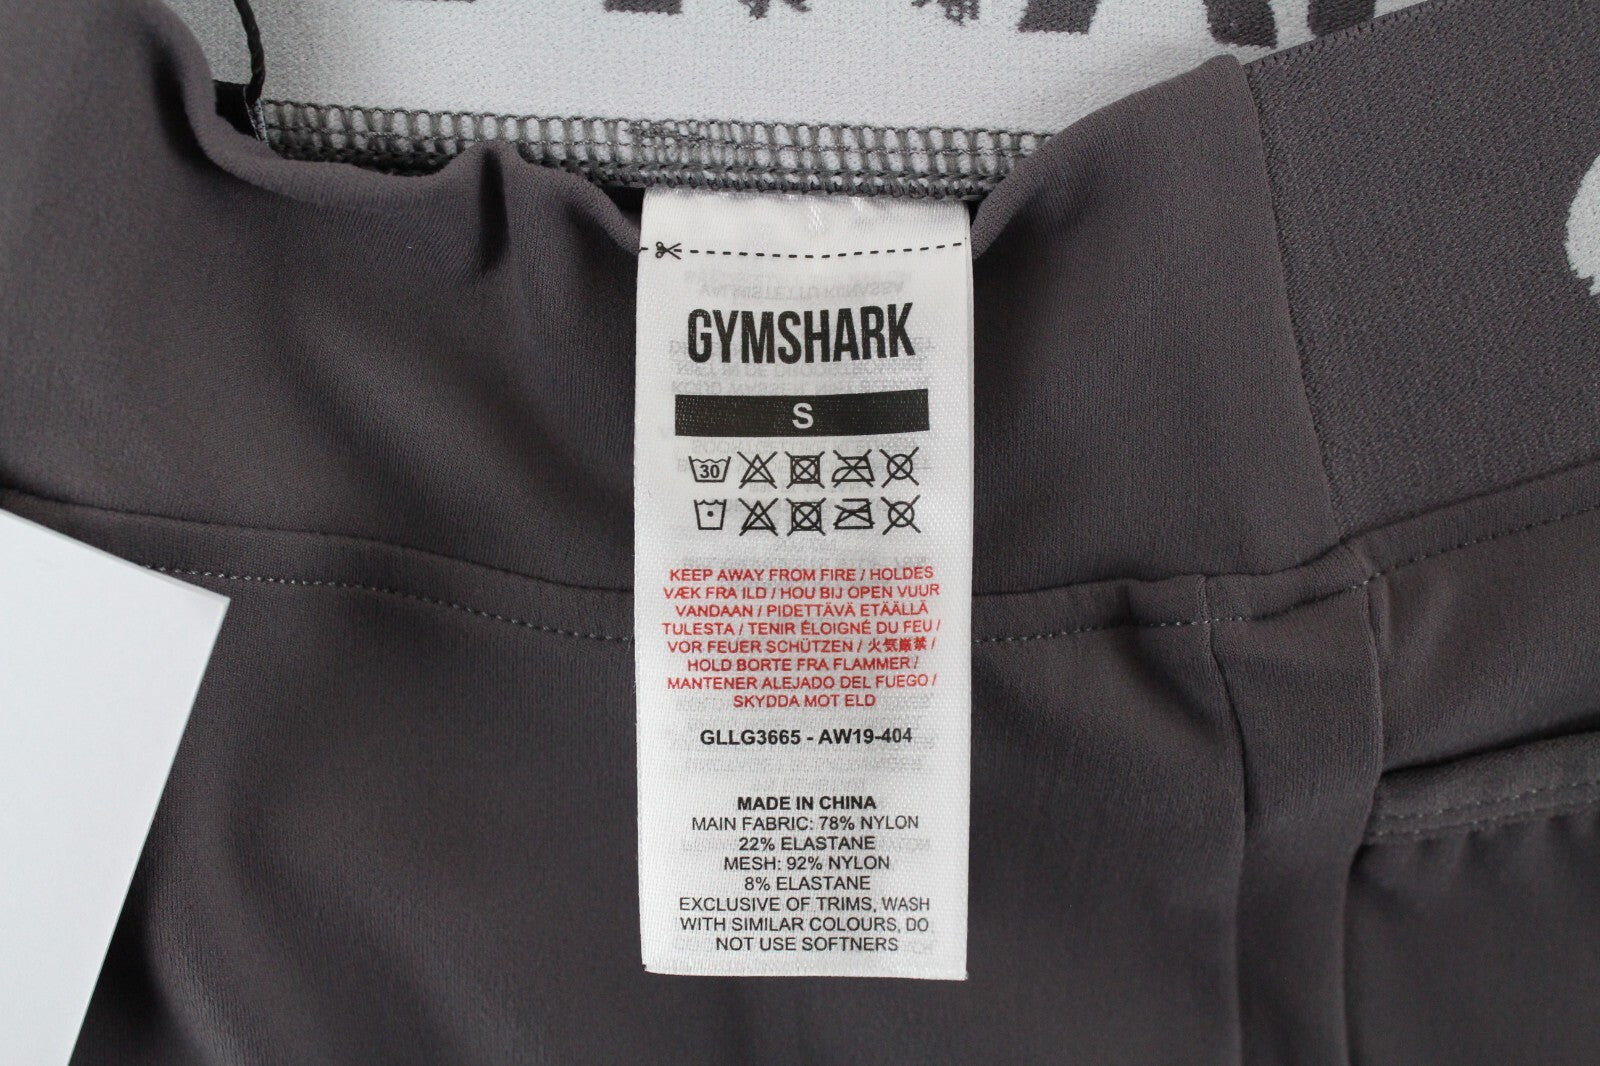 GYMSHARK
S
30
KEEP AWAY FROM FIRE / HOLDES
VÆK FRA ILD / HOU BIJ OPEN VUUR
VANDAAN / PIDETTÄVÄ ETÄÄLLÄ
TULESTA / TENIR ÉLOIGNÉ DU FEU /
VOR FEUER SCHÜTZEN / 火気厳禁 /
HOLD BORTE FRA FLAMMER /
MANTENER ALEJADO DEL FUEGO /
SKYDDA MOT ELD
GLLG3665 - AW19-404
MADE IN CHINA
MAIN FABRIC: 78% NYLON
22% ELASTANE
MESH: 92% NYLON
8% ELASTANE
EXCLUSIVE OF TRIMS, WASH
WITH SIMILAR COLOURS, DO
NOT USE SOFTNERS